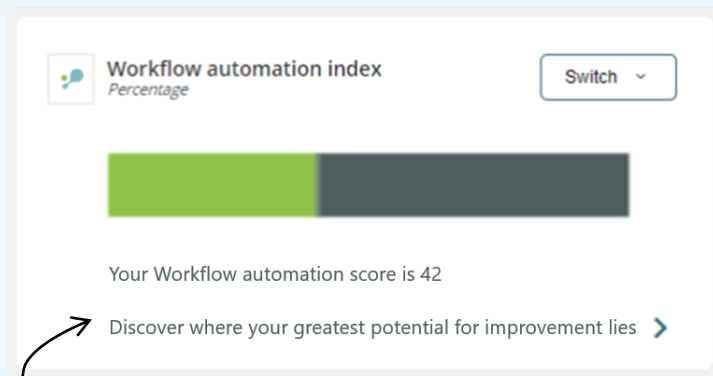 Workflow automation index
Percentage
Switch
Your Workflow automation score is 42
Discover where your greatest potential for improvement lies